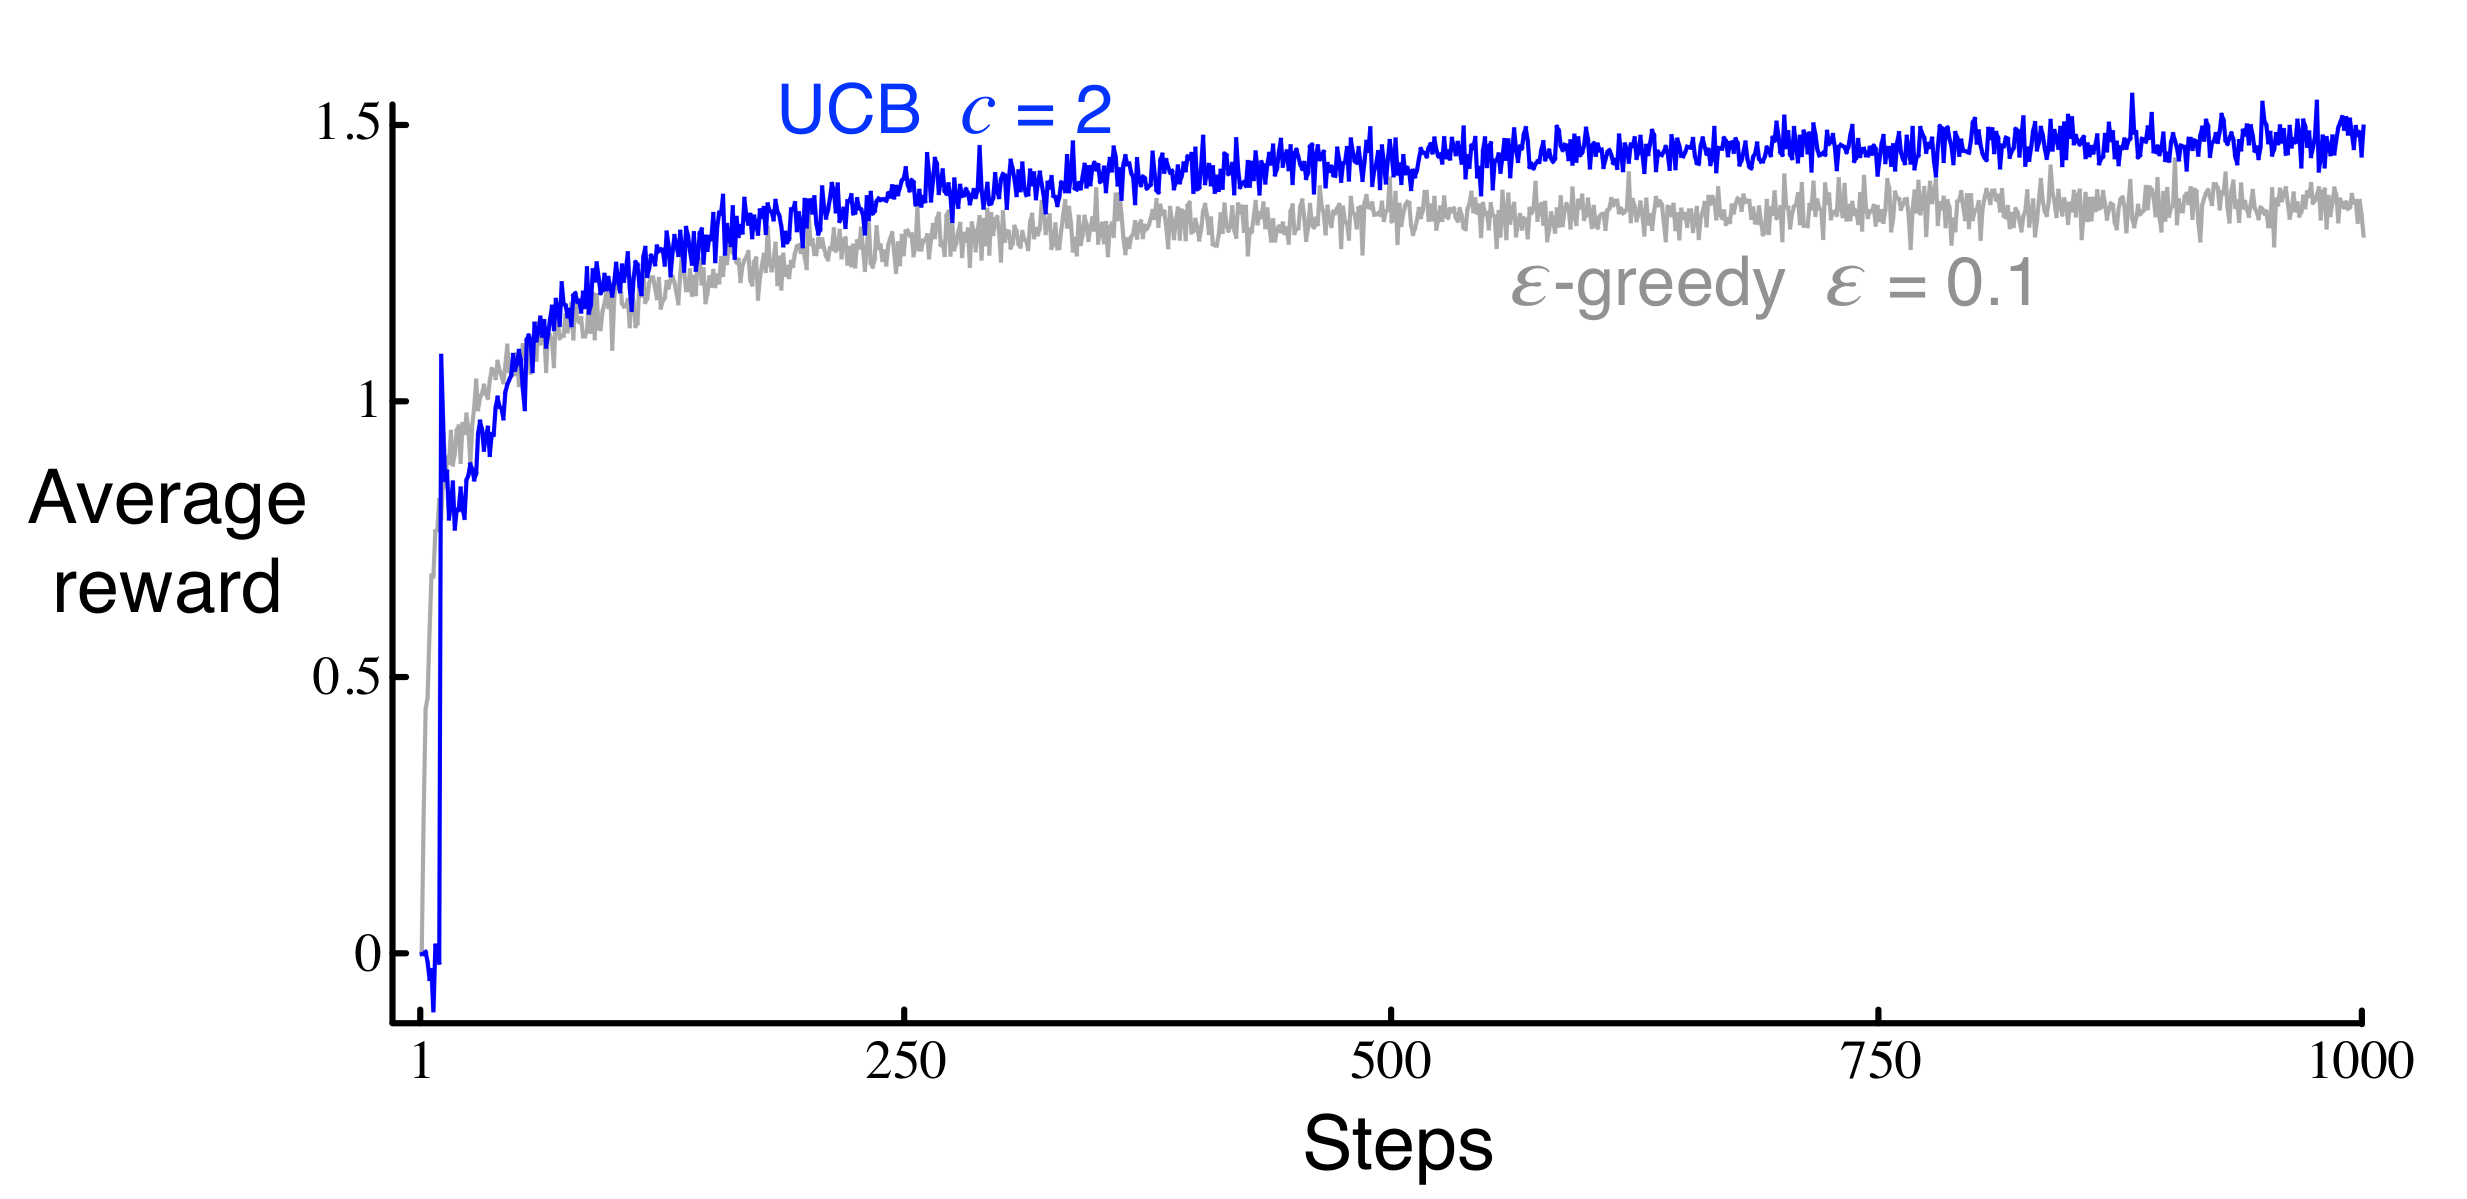 UCB c = 2
1.5
1
Average
reward
0.5
0
ε-greedy ε = 0.1
1 250 500 750 1000
Steps